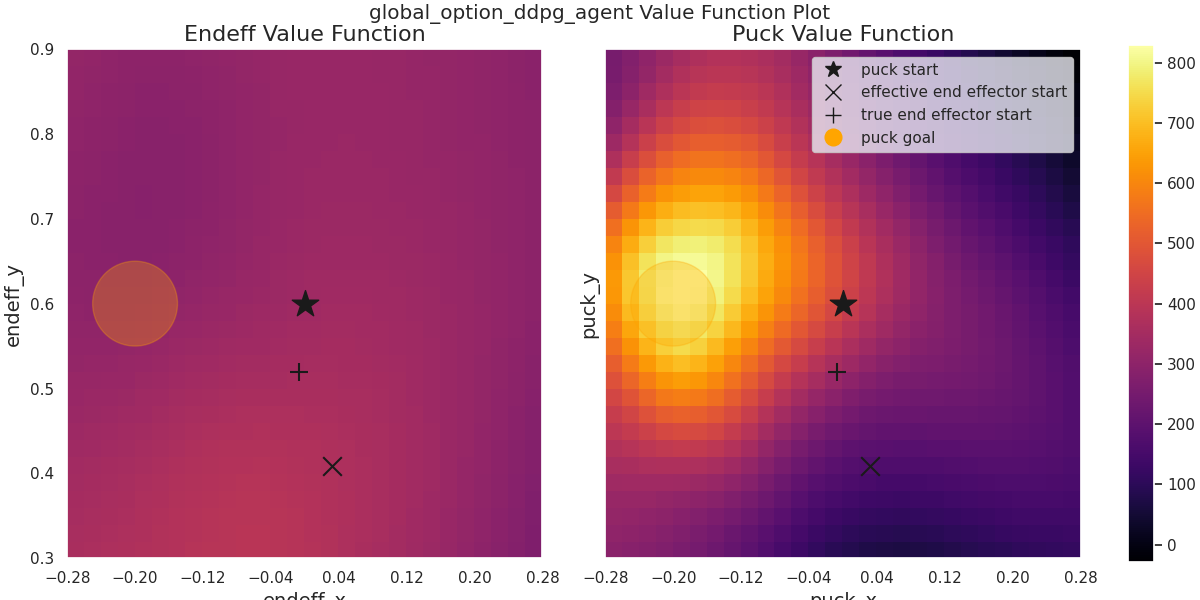 global_option_ddpg_agent Value Function Plot
Endeff Value Function
Puck Value Function
0.9
0.8
0.7
0.6
0.5
0.4
0.3
endeff_y
−0.28 −0.20 −0.12 −0.04 0.04 0.12 0.20 0.28
endeff_x
puck_y
puck start
effective end effector start
true end effector start
puck goal
−0.28 −0.20 −0.12 −0.04 0.04 0.12 0.20 0.28
puck_x
800
700
600
500
400
300
200
100
0